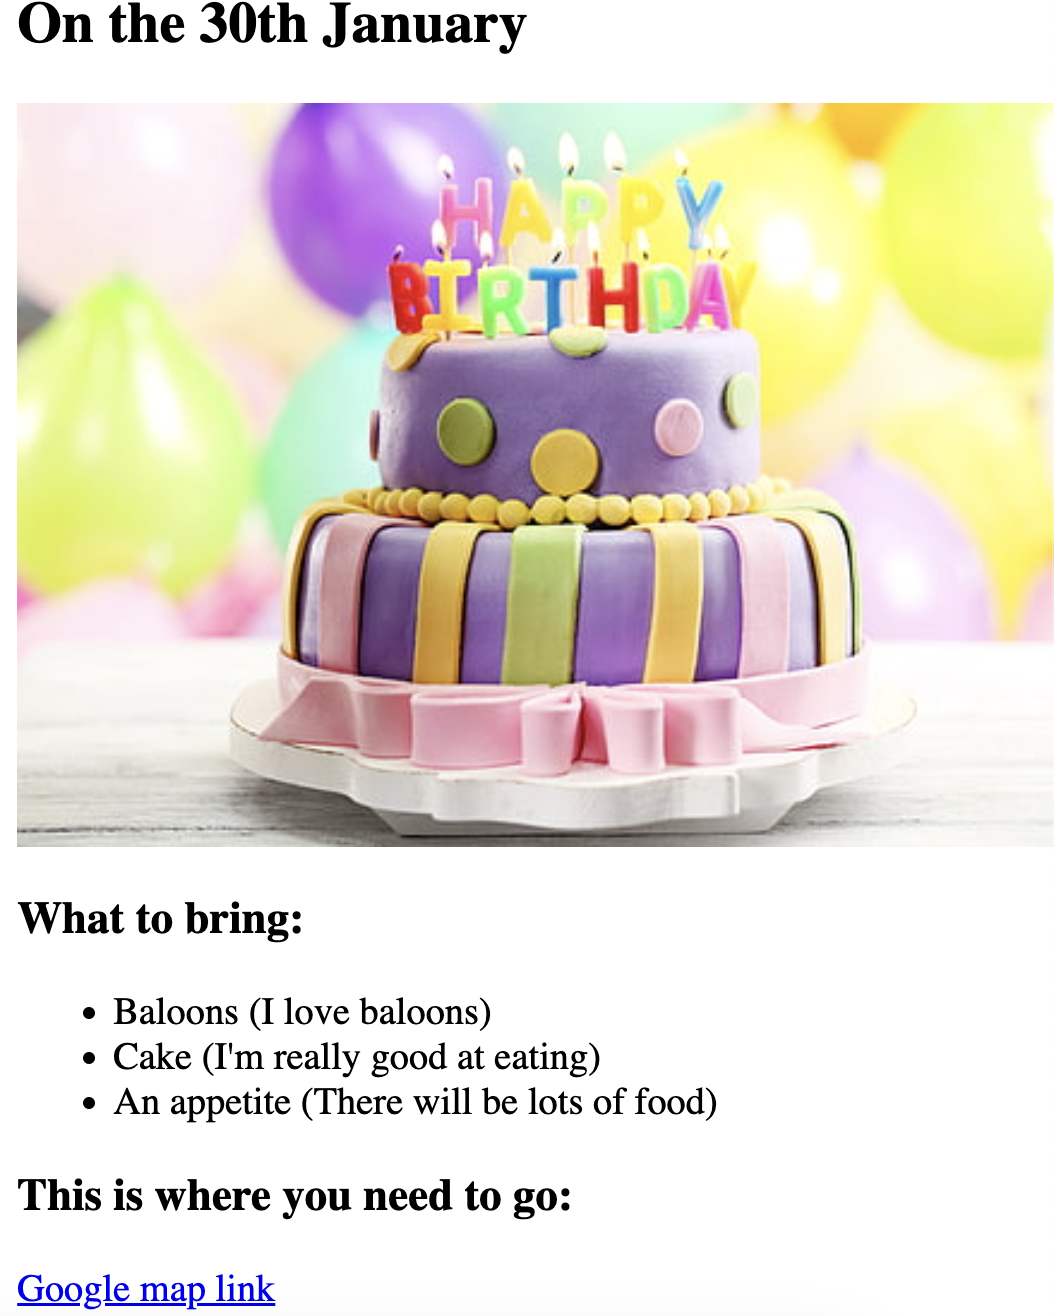 On the 30th January
HAPPY
BIRTHDAY
What to bring:
Baloons (I love baloons)
Cake (I'm really good at eating)
An appetite (There will be lots of food)
This is where you need to go:
Google map link